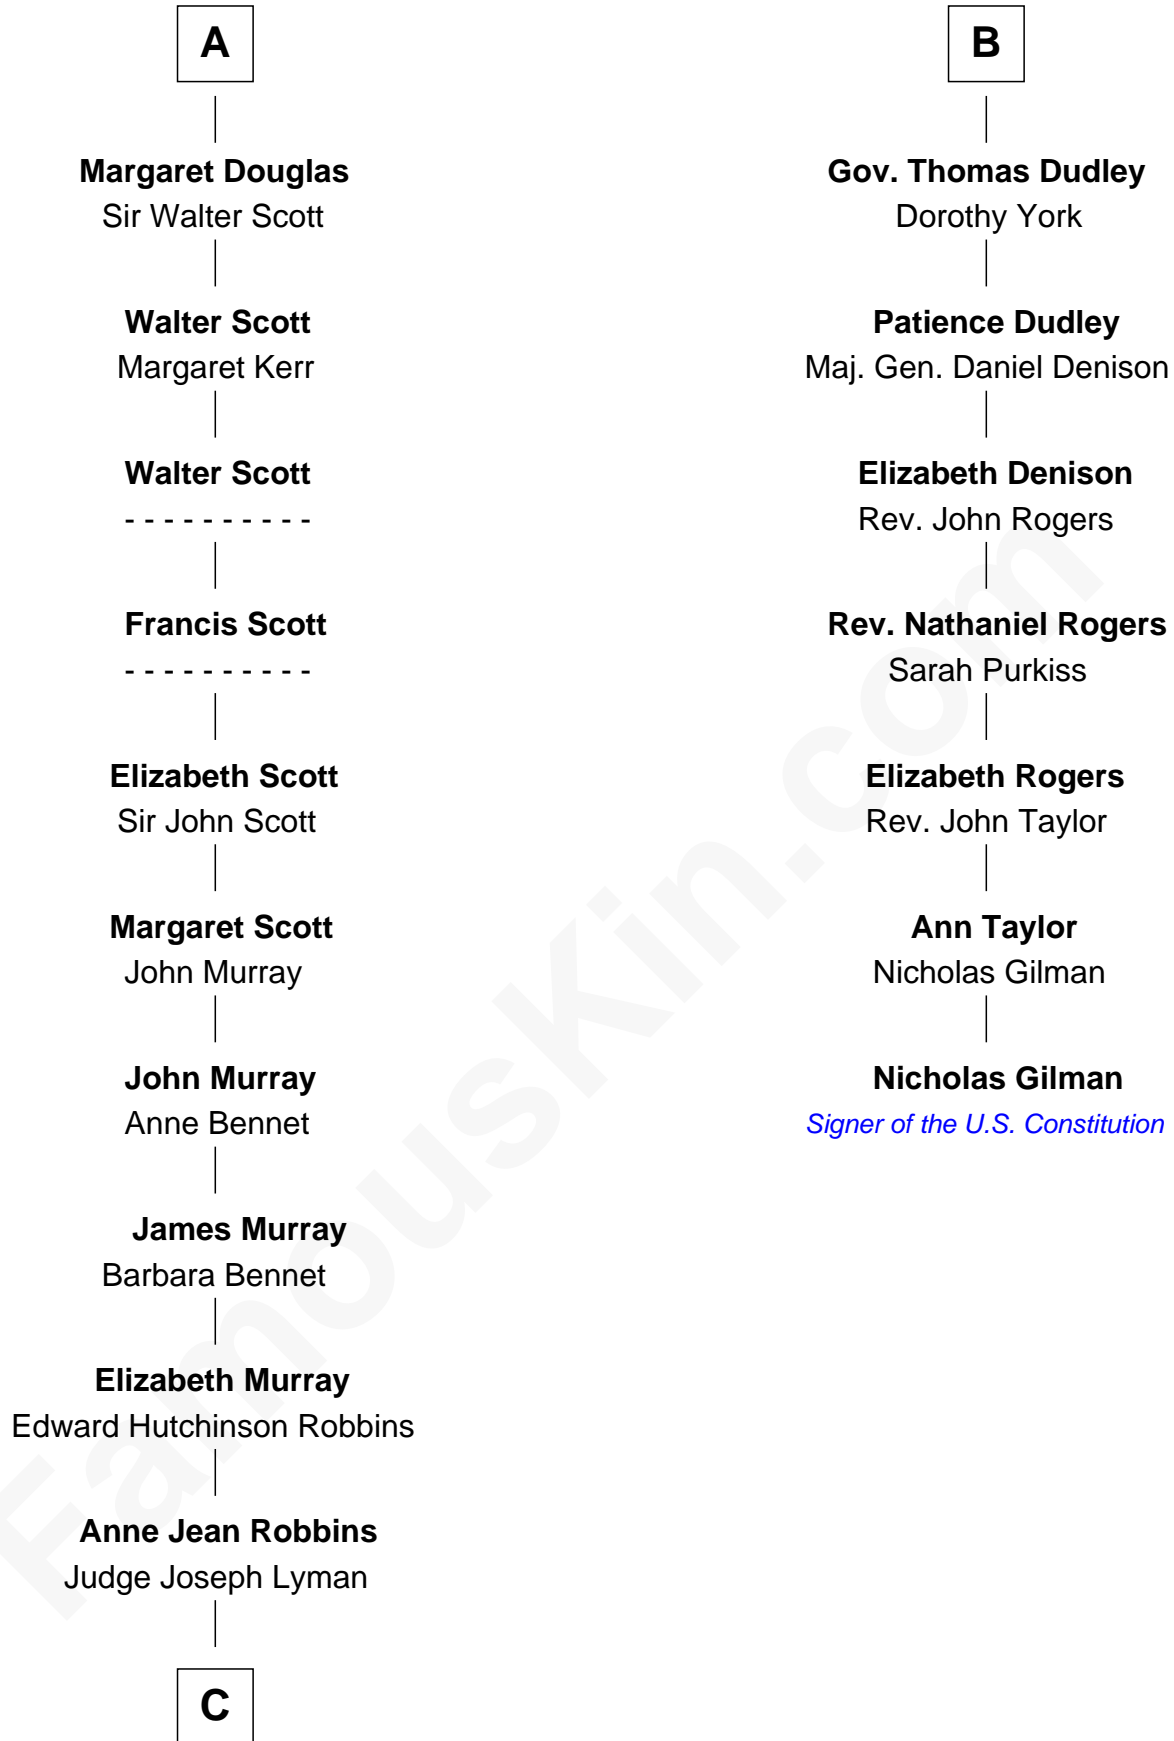 A
Margaret Douglas
Sir Walter Scott
Walter Scott
Margaret Kerr
Walter Scott
- - - - - - - - - -
Francis Scott
- - - - - - - - - -
Elizabeth Scott
Sir John Scott
Margaret Scott
John Murray
John Murray
Anne Bennet
James Murray
Barbara Bennet
Elizabeth Murray
Edward Hutchinson Robbins
Anne Jean Robbins
Judge Joseph Lyman
C
B
Gov. Thomas Dudley
Dorothy York
Patience Dudley
Maj. Gen. Daniel Denison
Elizabeth Denison
Rev. John Rogers
Rev. Nathaniel Rogers
Sarah Purkiss
Elizabeth Rogers
Rev. John Taylor
Ann Taylor
Nicholas Gilman
Nicholas Gilman
Signer of the U.S. Constitution
FamousKin.com